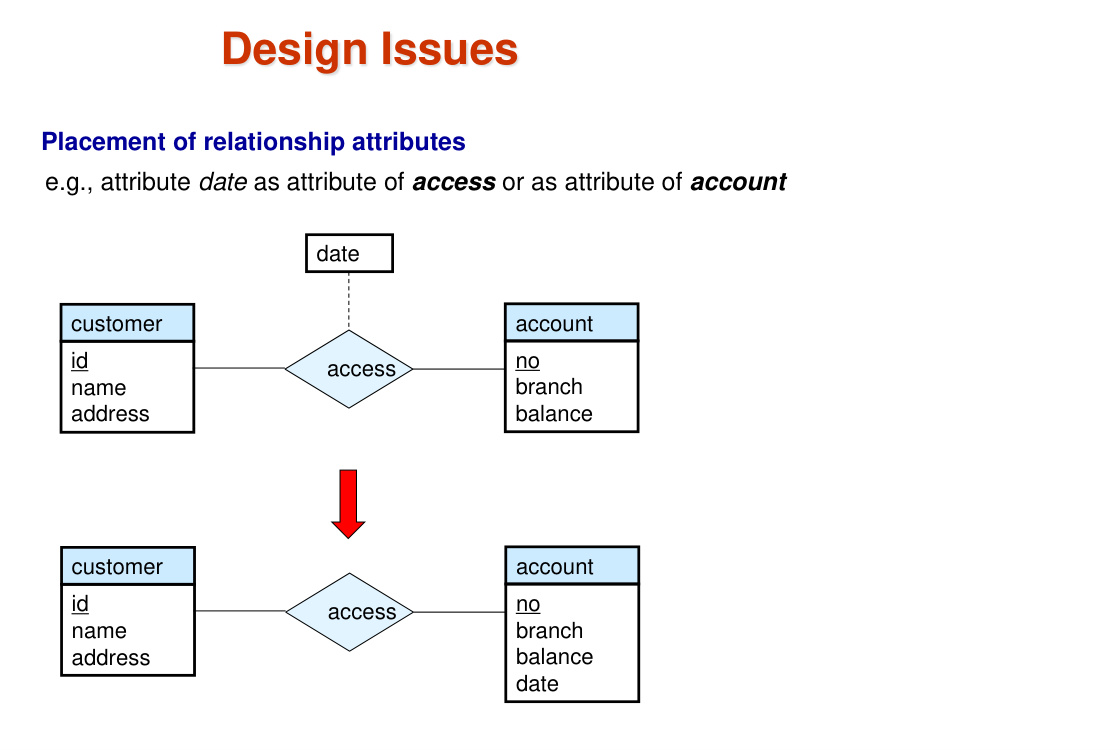 Design Issues
Placement of relationship attributes
e.g., attribute date as attribute of access or as attribute of account
date
customer
id
name
address
access
account
no
branch
balance
customer
id
name
address
access
account
no
branch
balance
date